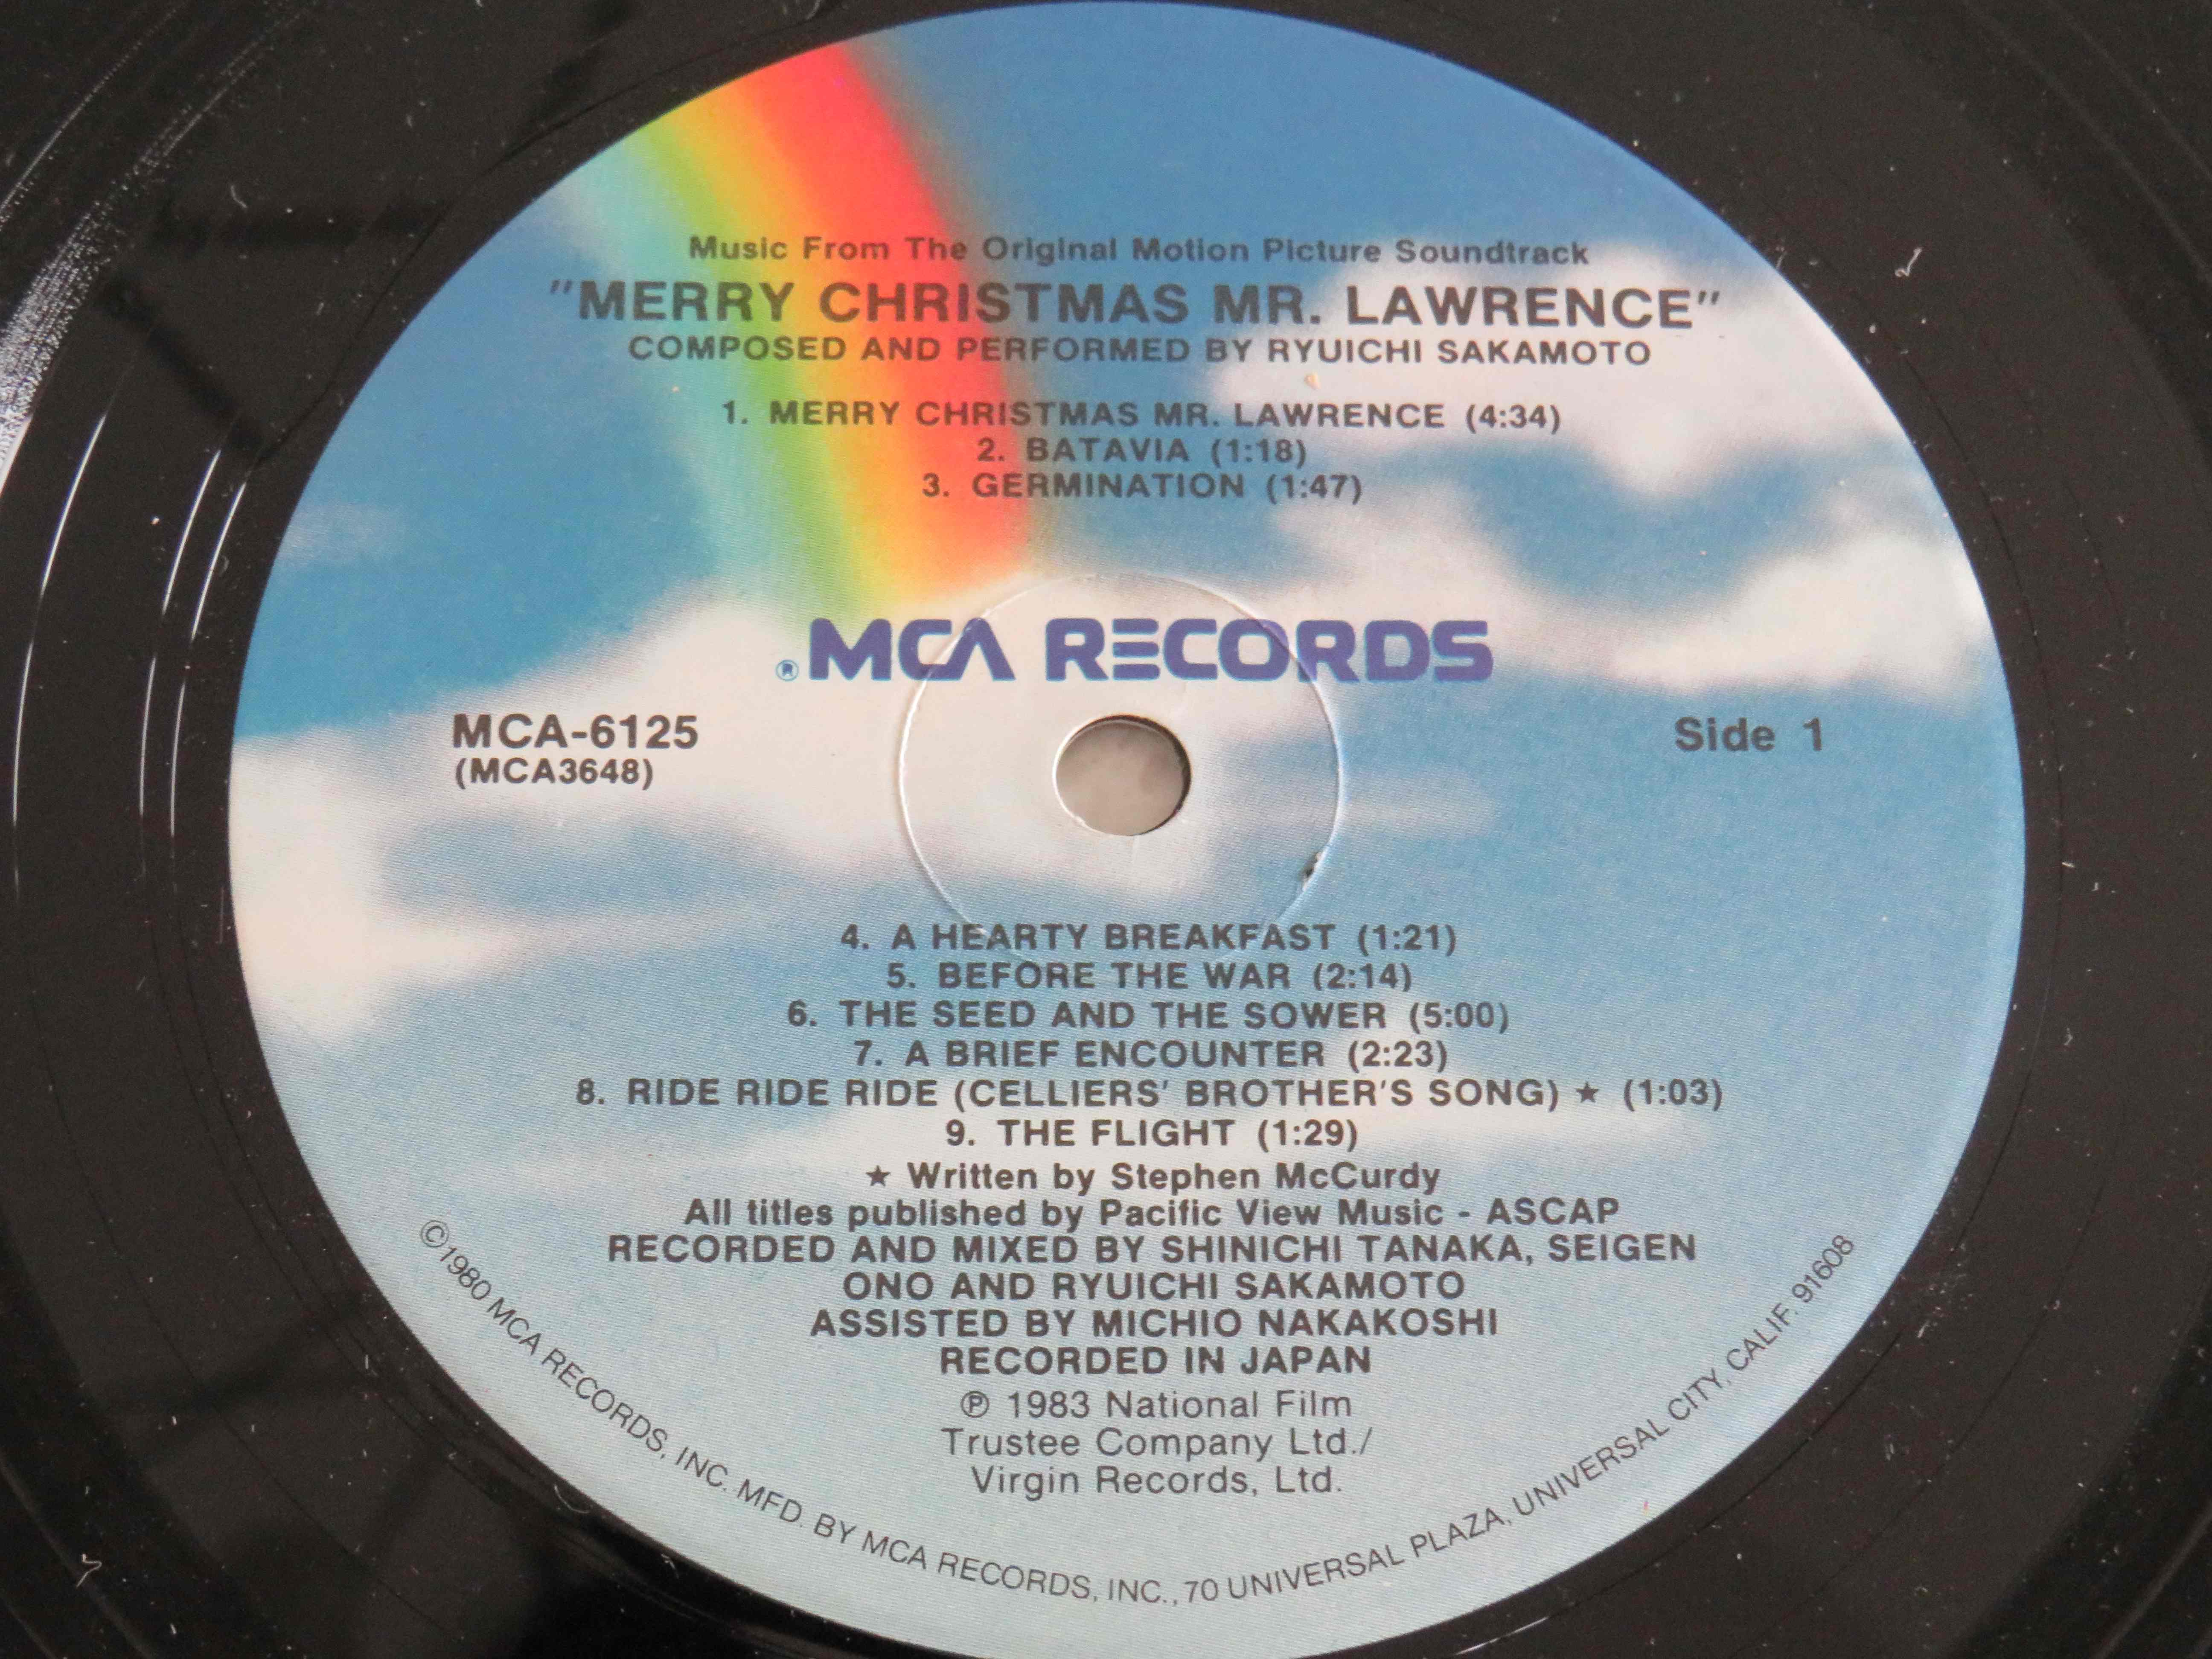 Music From The Original Motion Picture Soundtrack
"MERRY CHRISTMAS MR. LAWRENCE"
COMPOSED AND PERFORMED BY RYUICHI SAKAMOTO
1. MERRY CHRISTMAS MR. LAWRENCE (4:34)
2. BATAVIA (1:18)
3. GERMINATION (1:47)
® MCA RECORDS
MCA-6125
(MCA3648)
Side 1
4. A HEARTY BREAKFAST (1:21)
5. BEFORE THE WAR (2:14)
6. THE SEED AND THE SOWER (5:00)
7. A BRIEF ENCOUNTER (2:23)
8. RIDE RIDE RIDE (CELLIERS' BROTHER'S SONG) ★ (1:03)
9. THE FLIGHT (1:29)
★ Written by Stephen McCurdy
All titles published by Pacific View Music - ASCAP
RECORDED AND MIXED BY SHINICHI TANAKA, SEIGEN
ONO AND RYUICHI SAKAMOTO
ASSISTED BY MICHIO NAKAKOSHI
RECORDED IN JAPAN
℗ 1983 National Film
Trustee Company Ltd./
Virgin Records, Ltd.
©1980 MCA RECORDS, INC. MFD. BY MCA RECORDS, INC., 70 UNIVERSAL PLAZA, UNIVERSAL CITY, CALIF. 91608